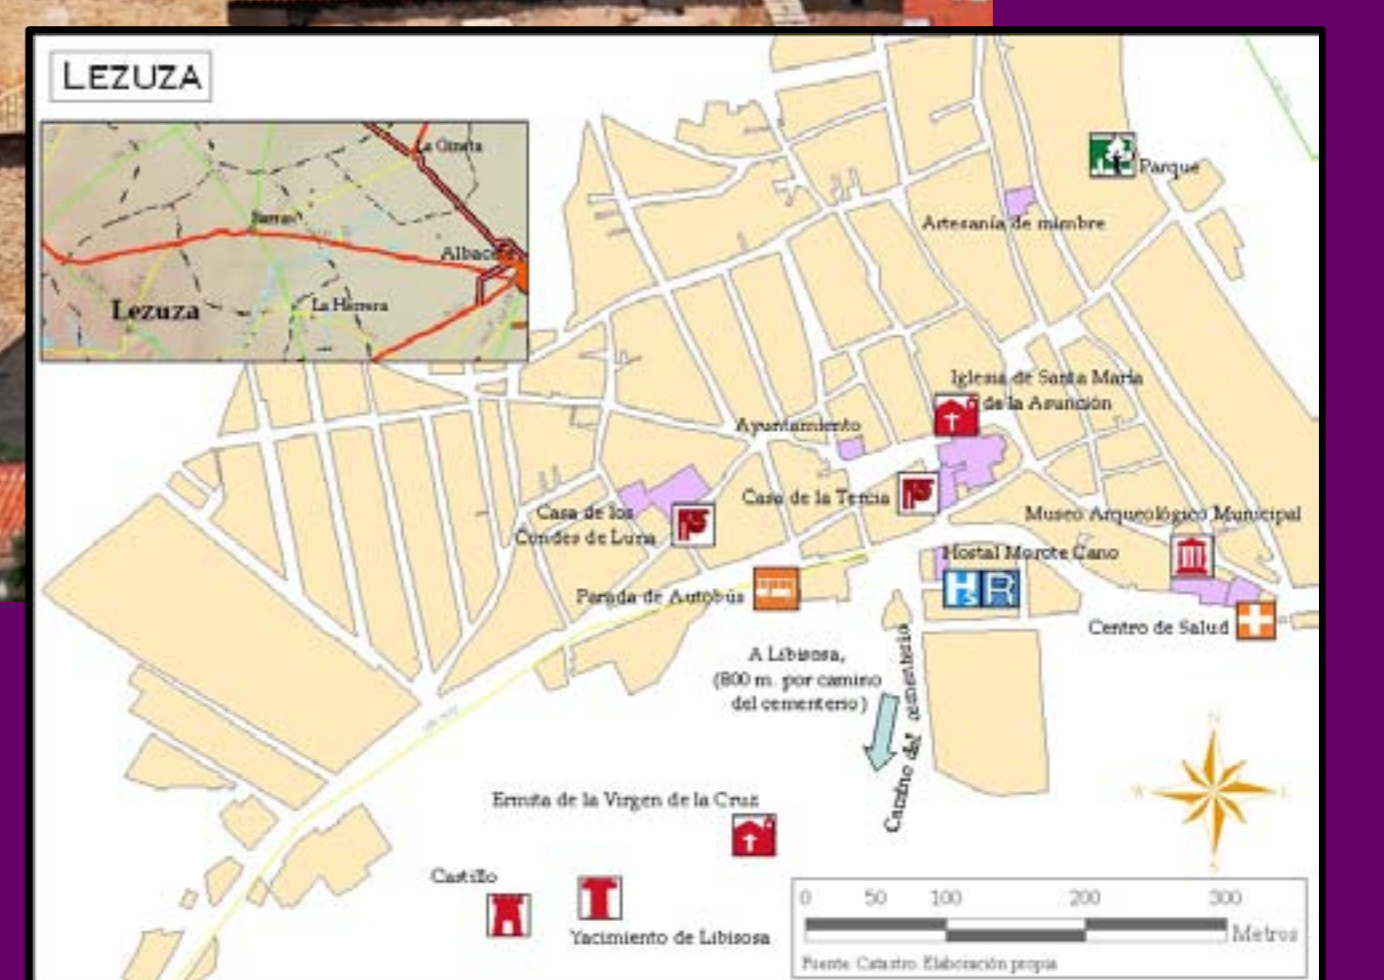 LEZUZA
La Gineta
Barrax
Albacete
Lezuza
La Herrera
Parque
Artesanía de mimbre
Iglesia de Santa María
de la Asunción
Ayuntamiento
Casa de la Tercia
Casa de los
Condes de Luna
Museo Arqueológico Municipal
Hostal Morote Cano
H
S
R
Parada de Autobús
Centro de Salud
A Libisosa,
(800 m. por camino
del cementerio)
Camino del cementerio
N
W
E
S
Ermita de la Virgen de la Cruz
Castillo
Yacimiento de Libisosa
0 50 100 200 300
Metros
Fuente: Catastro. Elaboración propia